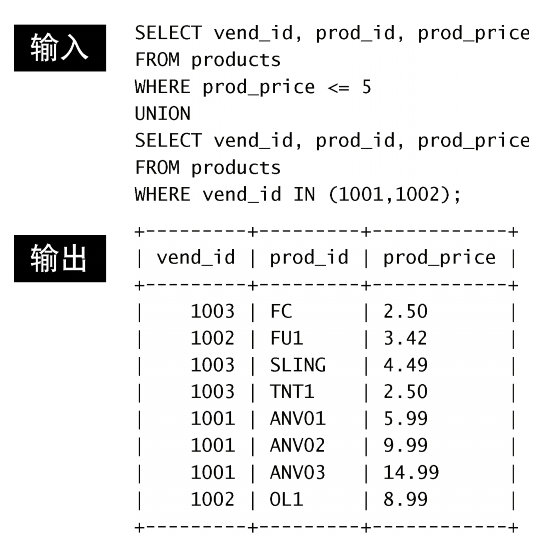 输入
SELECT vend_id, prod_id, prod_price
FROM products
WHERE prod_price <= 5
UNION
SELECT vend_id, prod_id, prod_price
FROM products
WHERE vend_id IN (1001,1002);
输出
+---------+---------+------------+
| vend_id | prod_id | prod_price |
+---------+---------+------------+
|    1003 | FC      | 2.50       |
|    1002 | FU1     | 3.42       |
|    1003 | SLING   | 4.49       |
|    1003 | TNT1    | 2.50       |
|    1001 | ANV01   | 5.99       |
|    1001 | ANV02   | 9.99       |
|    1001 | ANV03   | 14.99      |
|    1002 | OL1     | 8.99       |
+---------+---------+------------+